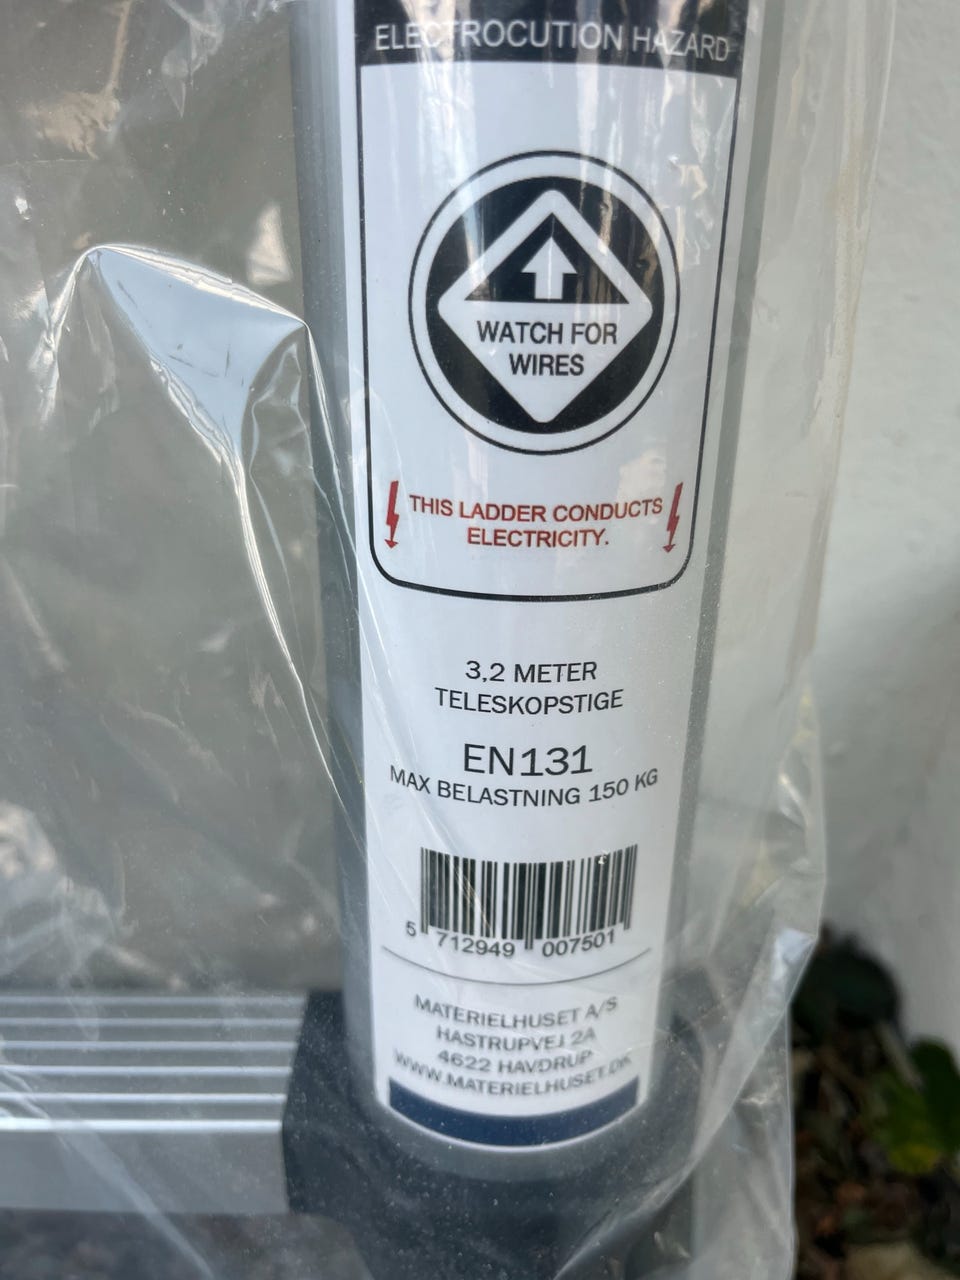 ELECTROCUTION HAZARD
WATCH FOR
WIRES
THIS LADDER CONDUCTS
ELECTRICITY.
3,2 METER
TELESKOPSTIGE
EN131
MAX BELASTNING 150 KG
5 712949 007501
MATERIELHUSET A/S
HASTRUPVEJ 2A
4622 HAVDRUP
WWW.MATERIELHUSET.DK